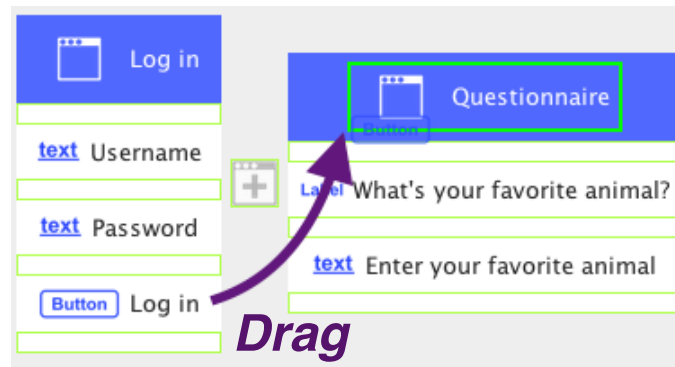 Log in
text Username
text Password
Button Log in
Drag
Questionnaire
Button
Label What's your favorite animal?
text Enter your favorite animal